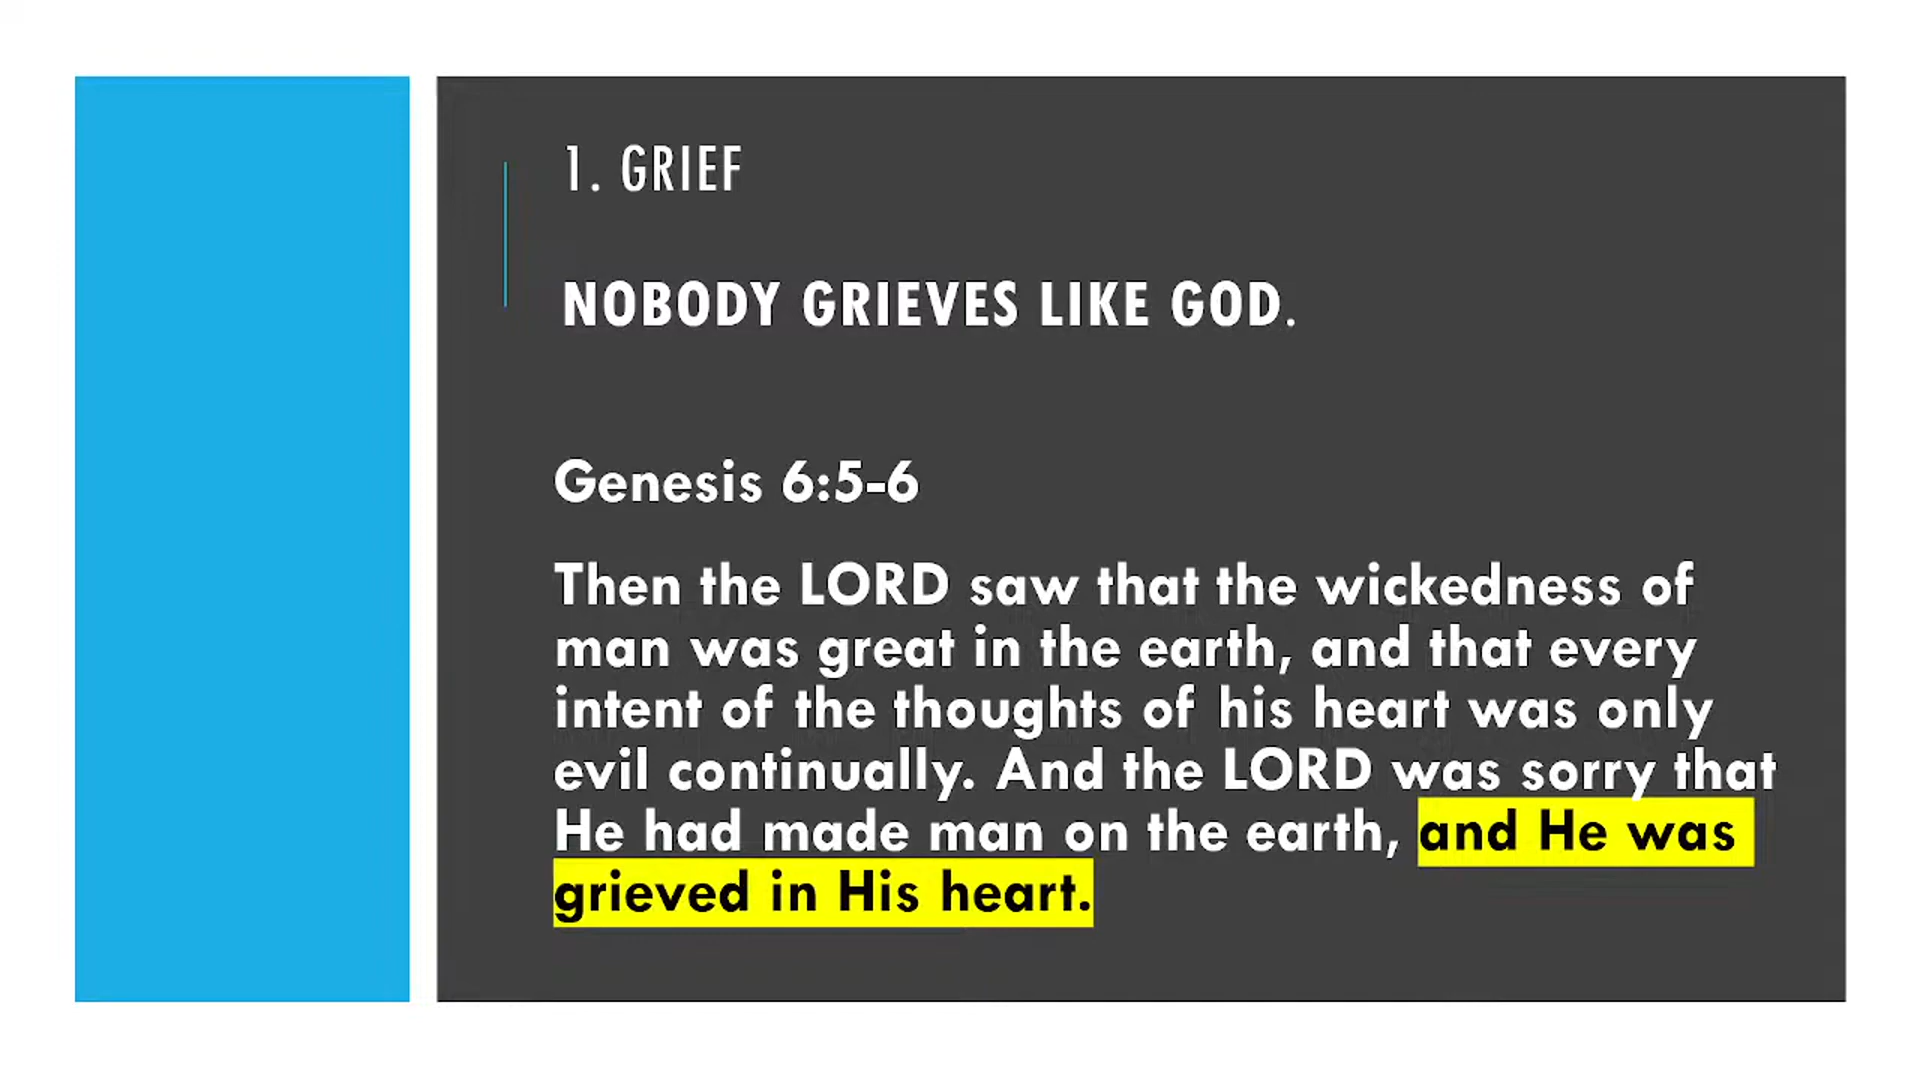 1. GRIEF
NOBODY GRIEVES LIKE GOD.
Genesis 6:5-6
Then the LORD saw that the wickedness of
man was great in the earth, and that every
intent of the thoughts of his heart was only
evil continually. And the LORD was sorry that
He had made man on the earth, and He was
grieved in His heart.